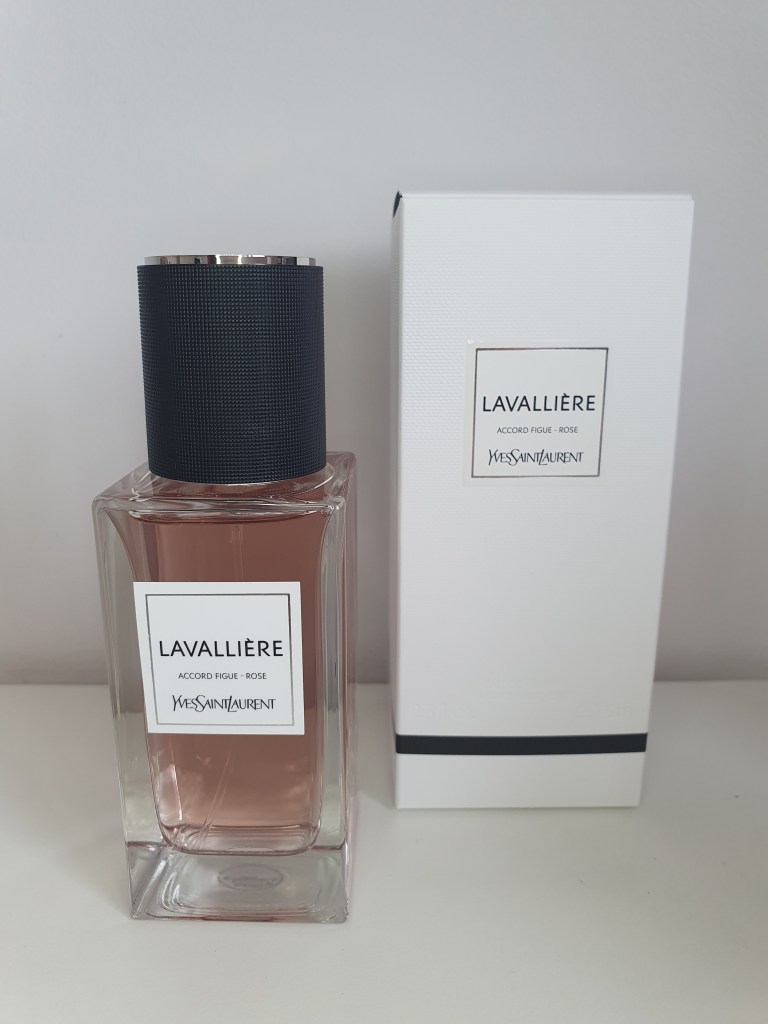 LAVALLIÈRE
ACCORD FIGUE - ROSE
YVESSAINTLAURENT
LAVALLIÈRE
ACCORD FIGUE - ROSE
YVESSAINTLAURENT